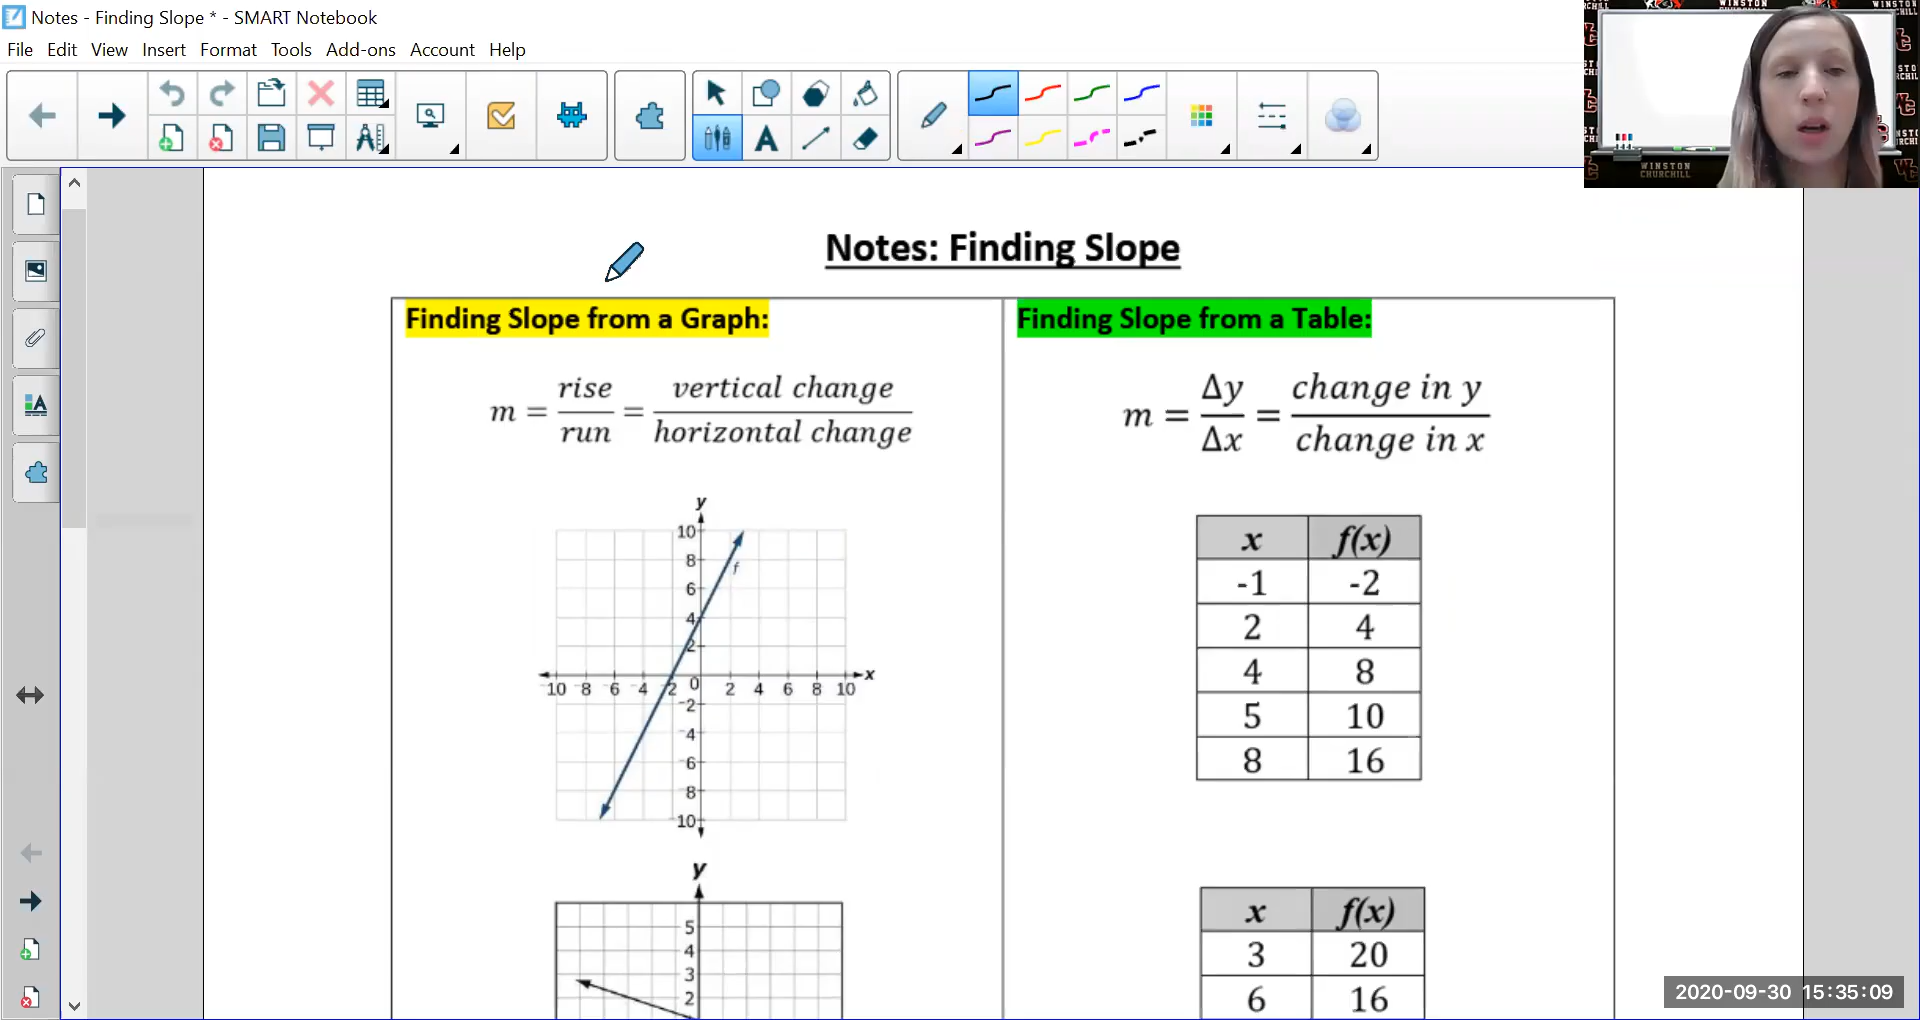 Notes - Finding Slope * - SMART Notebook
File Edit View Insert Format Tools Add-ons Account Help
WINSTON
CHURCHILL
Notes: Finding Slope
Finding Slope from a Graph:
m = rise/run = vertical change/horizontal change
y
10
8
f
6
4
2
-10 -8 -6 -4 -2 0 2 4 6 8 10 x
-2
-4
-6
-8
-10
y
5
4
3
2
Finding Slope from a Table:
m = Δy/Δx = change in y/change in x
x f(x)
-1 -2
2 4
4 8
5 10
8 16
x f(x)
3 20
6 16
2020-09-30 15:35:09